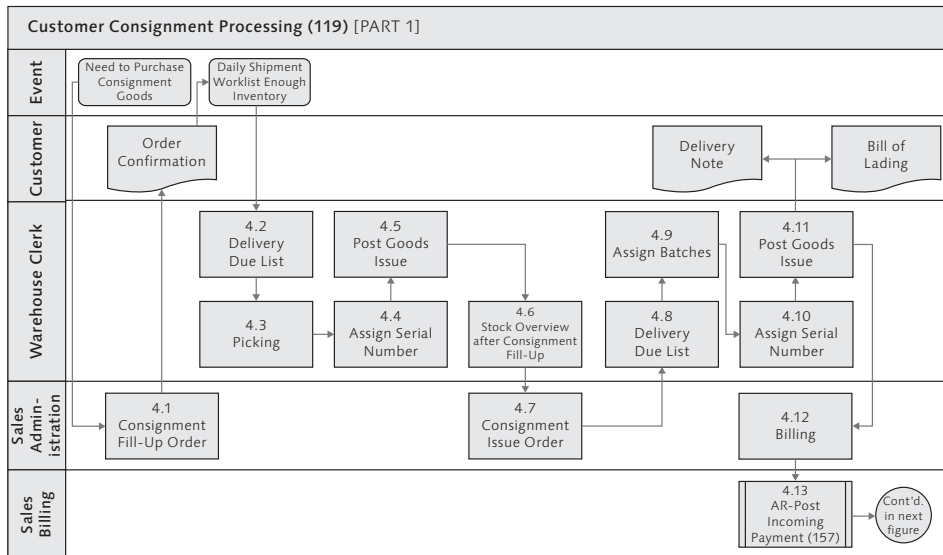 Customer Consignment Processing (119) [PART 1]
Event
Need to Purchase
Consignment
Goods
Daily Shipment
Worklist Enough
Inventory
Customer
Order
Confirmation
Delivery
Note
Bill of
Lading
Warehouse Clerk
4.2
Delivery
Due List
4.5
Post Goods
Issue
4.9
Assign Batches
4.11
Post Goods
Issue
4.3
Picking
4.4
Assign Serial
Number
4.6
Stock Overview
after Consignment
Fill-Up
4.8
Delivery
Due List
4.10
Assign Serial
Number
Sales
Admin-
istration
4.1
Consignment
Fill-Up Order
4.7
Consignment
Issue Order
4.12
Billing
Sales
Billing
4.13
AR-Post
Incoming
Payment (157)
Cont'd.
in next
figure